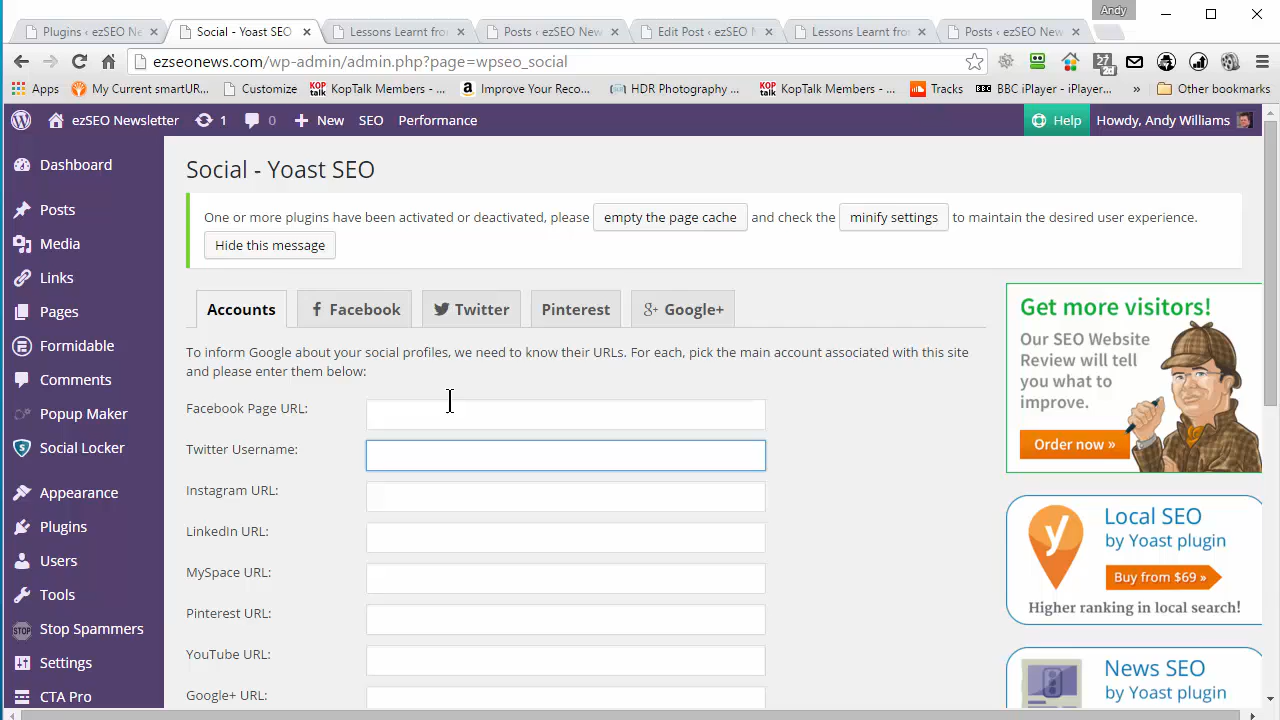 Andy
Plugins ‹ ezSEO Ne
Social - Yoast SEO
Lessons Learnt fro
Posts ‹ ezSEO New
Edit Post ‹ ezSEO N
Lessons Learnt from
Posts ‹ ezSEO New
ezseonews.com/wp-admin/admin.php?page=wpseo_social
Apps
My Current smartUR...
Customize
KOP TALK KopTalk Members - ...
Improve Your Reco...
HDR Photography ...
KOP TALK KopTalk Members - ...
Tracks
BBC iPlayer - iPlayer...
»
Other bookmarks
ezSEO Newsletter
1
0
+ New
SEO
Performance
Help
Howdy, Andy Williams
Dashboard
Posts
Media
Links
Pages
Formidable
Comments
Popup Maker
Social Locker
Appearance
Plugins
Users
Tools
Stop Spammers
Settings
CTA Pro
Social - Yoast SEO
One or more plugins have been activated or deactivated, please empty the page cache and check the minify settings to maintain the desired user experience.
Hide this message
Accounts
Facebook
Twitter
Pinterest
Google+
To inform Google about your social profiles, we need to know their URLs. For each, pick the main account associated with this site
and please enter them below:
Facebook Page URL:
Twitter Username:
Instagram URL:
LinkedIn URL:
MySpace URL:
Pinterest URL:
YouTube URL:
Google+ URL:
Get more visitors!
Our SEO Website
Review will tell
you what to
improve.
Order now »
Local SEO
by Yoast plugin
Buy from $69 »
Higher ranking in local search!
News SEO
by Yoast plugin